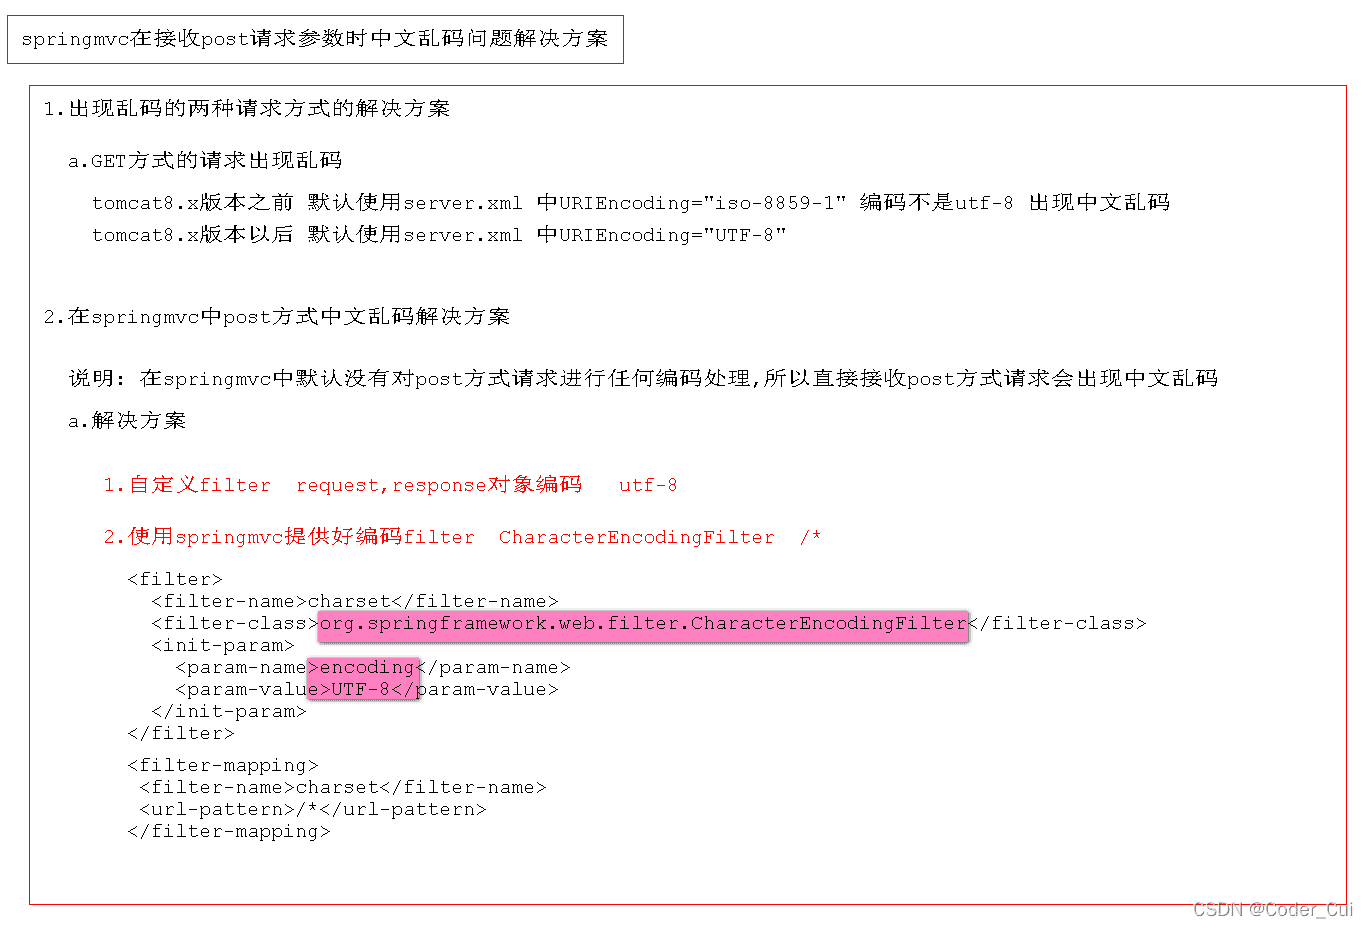 springmvc在接收post请求参数时中文乱码问题解决方案
1.出现乱码的两种请求方式的解决方案
a.GET方式的请求出现乱码
tomcat8.x版本之前 默认使用server.xml 中URIEncoding="iso-8859-1" 编码不是utf-8 出现中文乱码
tomcat8.x版本以后 默认使用server.xml 中URIEncoding="UTF-8"
2.在springmvc中post方式中文乱码解决方案
说明: 在springmvc中默认没有对post方式请求进行任何编码处理,所以直接接收post方式请求会出现中文乱码
a.解决方案
1.自定义filter  request,response对象编码   utf-8
2.使用springmvc提供好编码filter  CharacterEncodingFilter  /*
<filter>
<filter-name>charset</filter-name>
<filter-class>org.springframework.web.filter.CharacterEncodingFilter</filter-class>
<init-param>
<param-name>encoding</param-name>
<param-value>UTF-8</param-value>
</init-param>
</filter>
<filter-mapping>
<filter-name>charset</filter-name>
<url-pattern>/*</url-pattern>
</filter-mapping>
CSDN @Coder_Cui